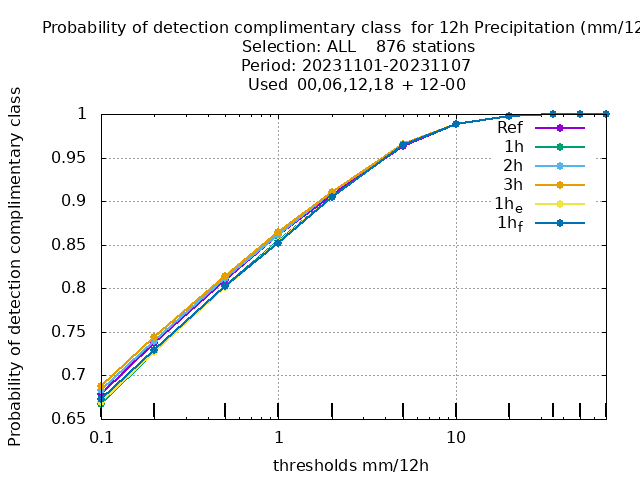 Probability of detection complimentary class for 12h Precipitation (mm/12
Selection: ALL 876 stations
Period: 20231101-20231107
Used 00,06,12,18 + 12-00
Probability of detection complimentary class
1
0.95
0.9
0.85
0.8
0.75
0.7
0.65
Ref
1h
2h
3h
1he
1hf
0.1 1 10
thresholds mm/12h